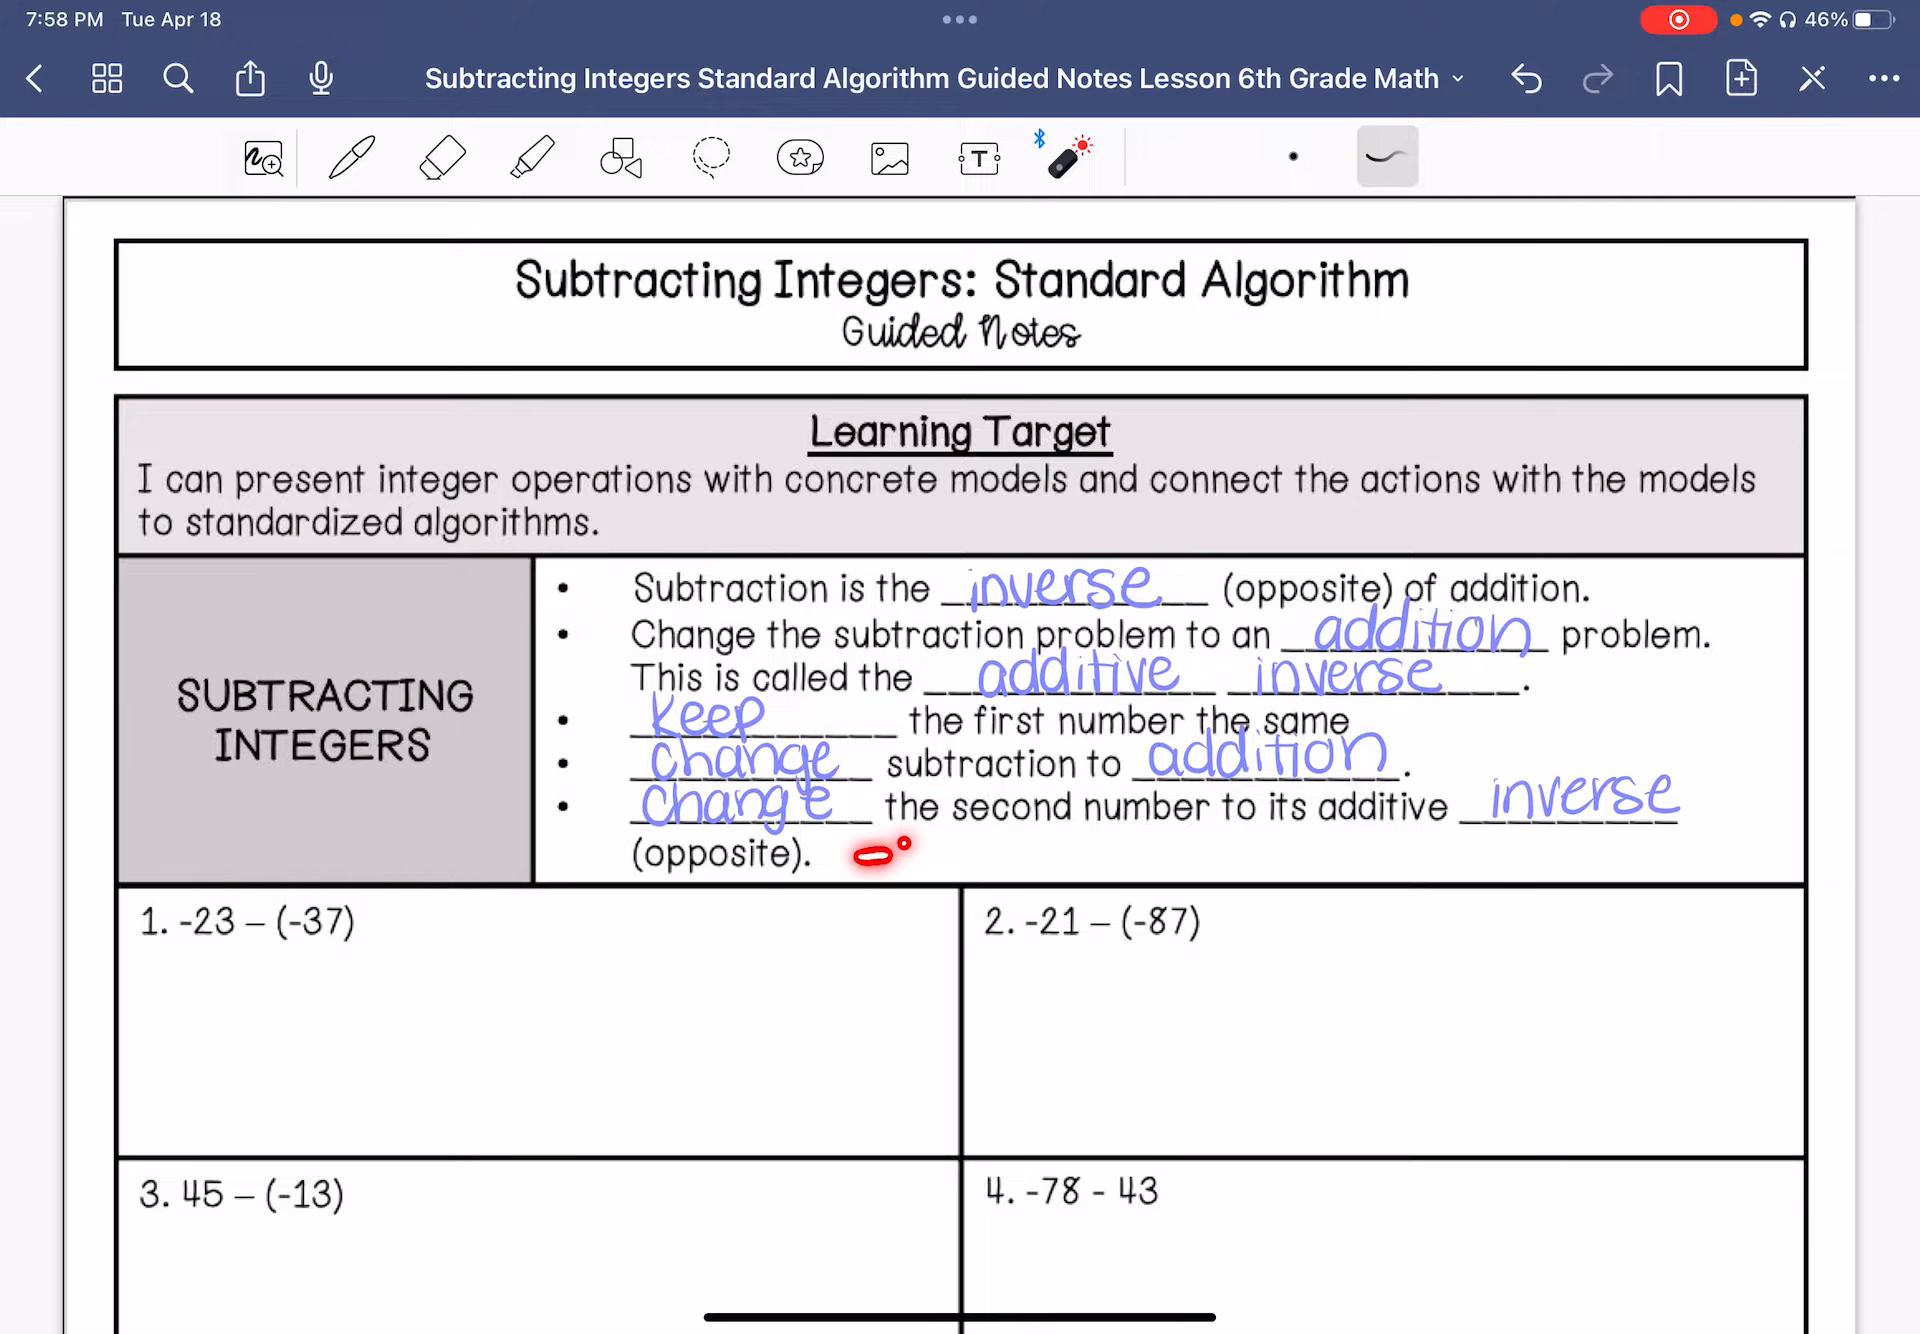 7:58 PM Tue Apr 18
46%
Subtracting Integers Standard Algorithm Guided Notes Lesson 6th Grade Math
T
Subtracting Integers: Standard Algorithm
Guided Notes
Learning Target
I can present integer operations with concrete models and connect the actions with the models
to standardized algorithms.
SUBTRACTING
INTEGERS
• Subtraction is the inverse (opposite) of addition.
• Change the subtraction problem to an addition problem.
This is called the additive inverse.
• keep the first number the same
• change subtraction to addition.
• change the second number to its additive inverse
(opposite).
1. -23 – (-37)
2. -21 – (-87)
3. 45 – (-13)
4. -78 - 43